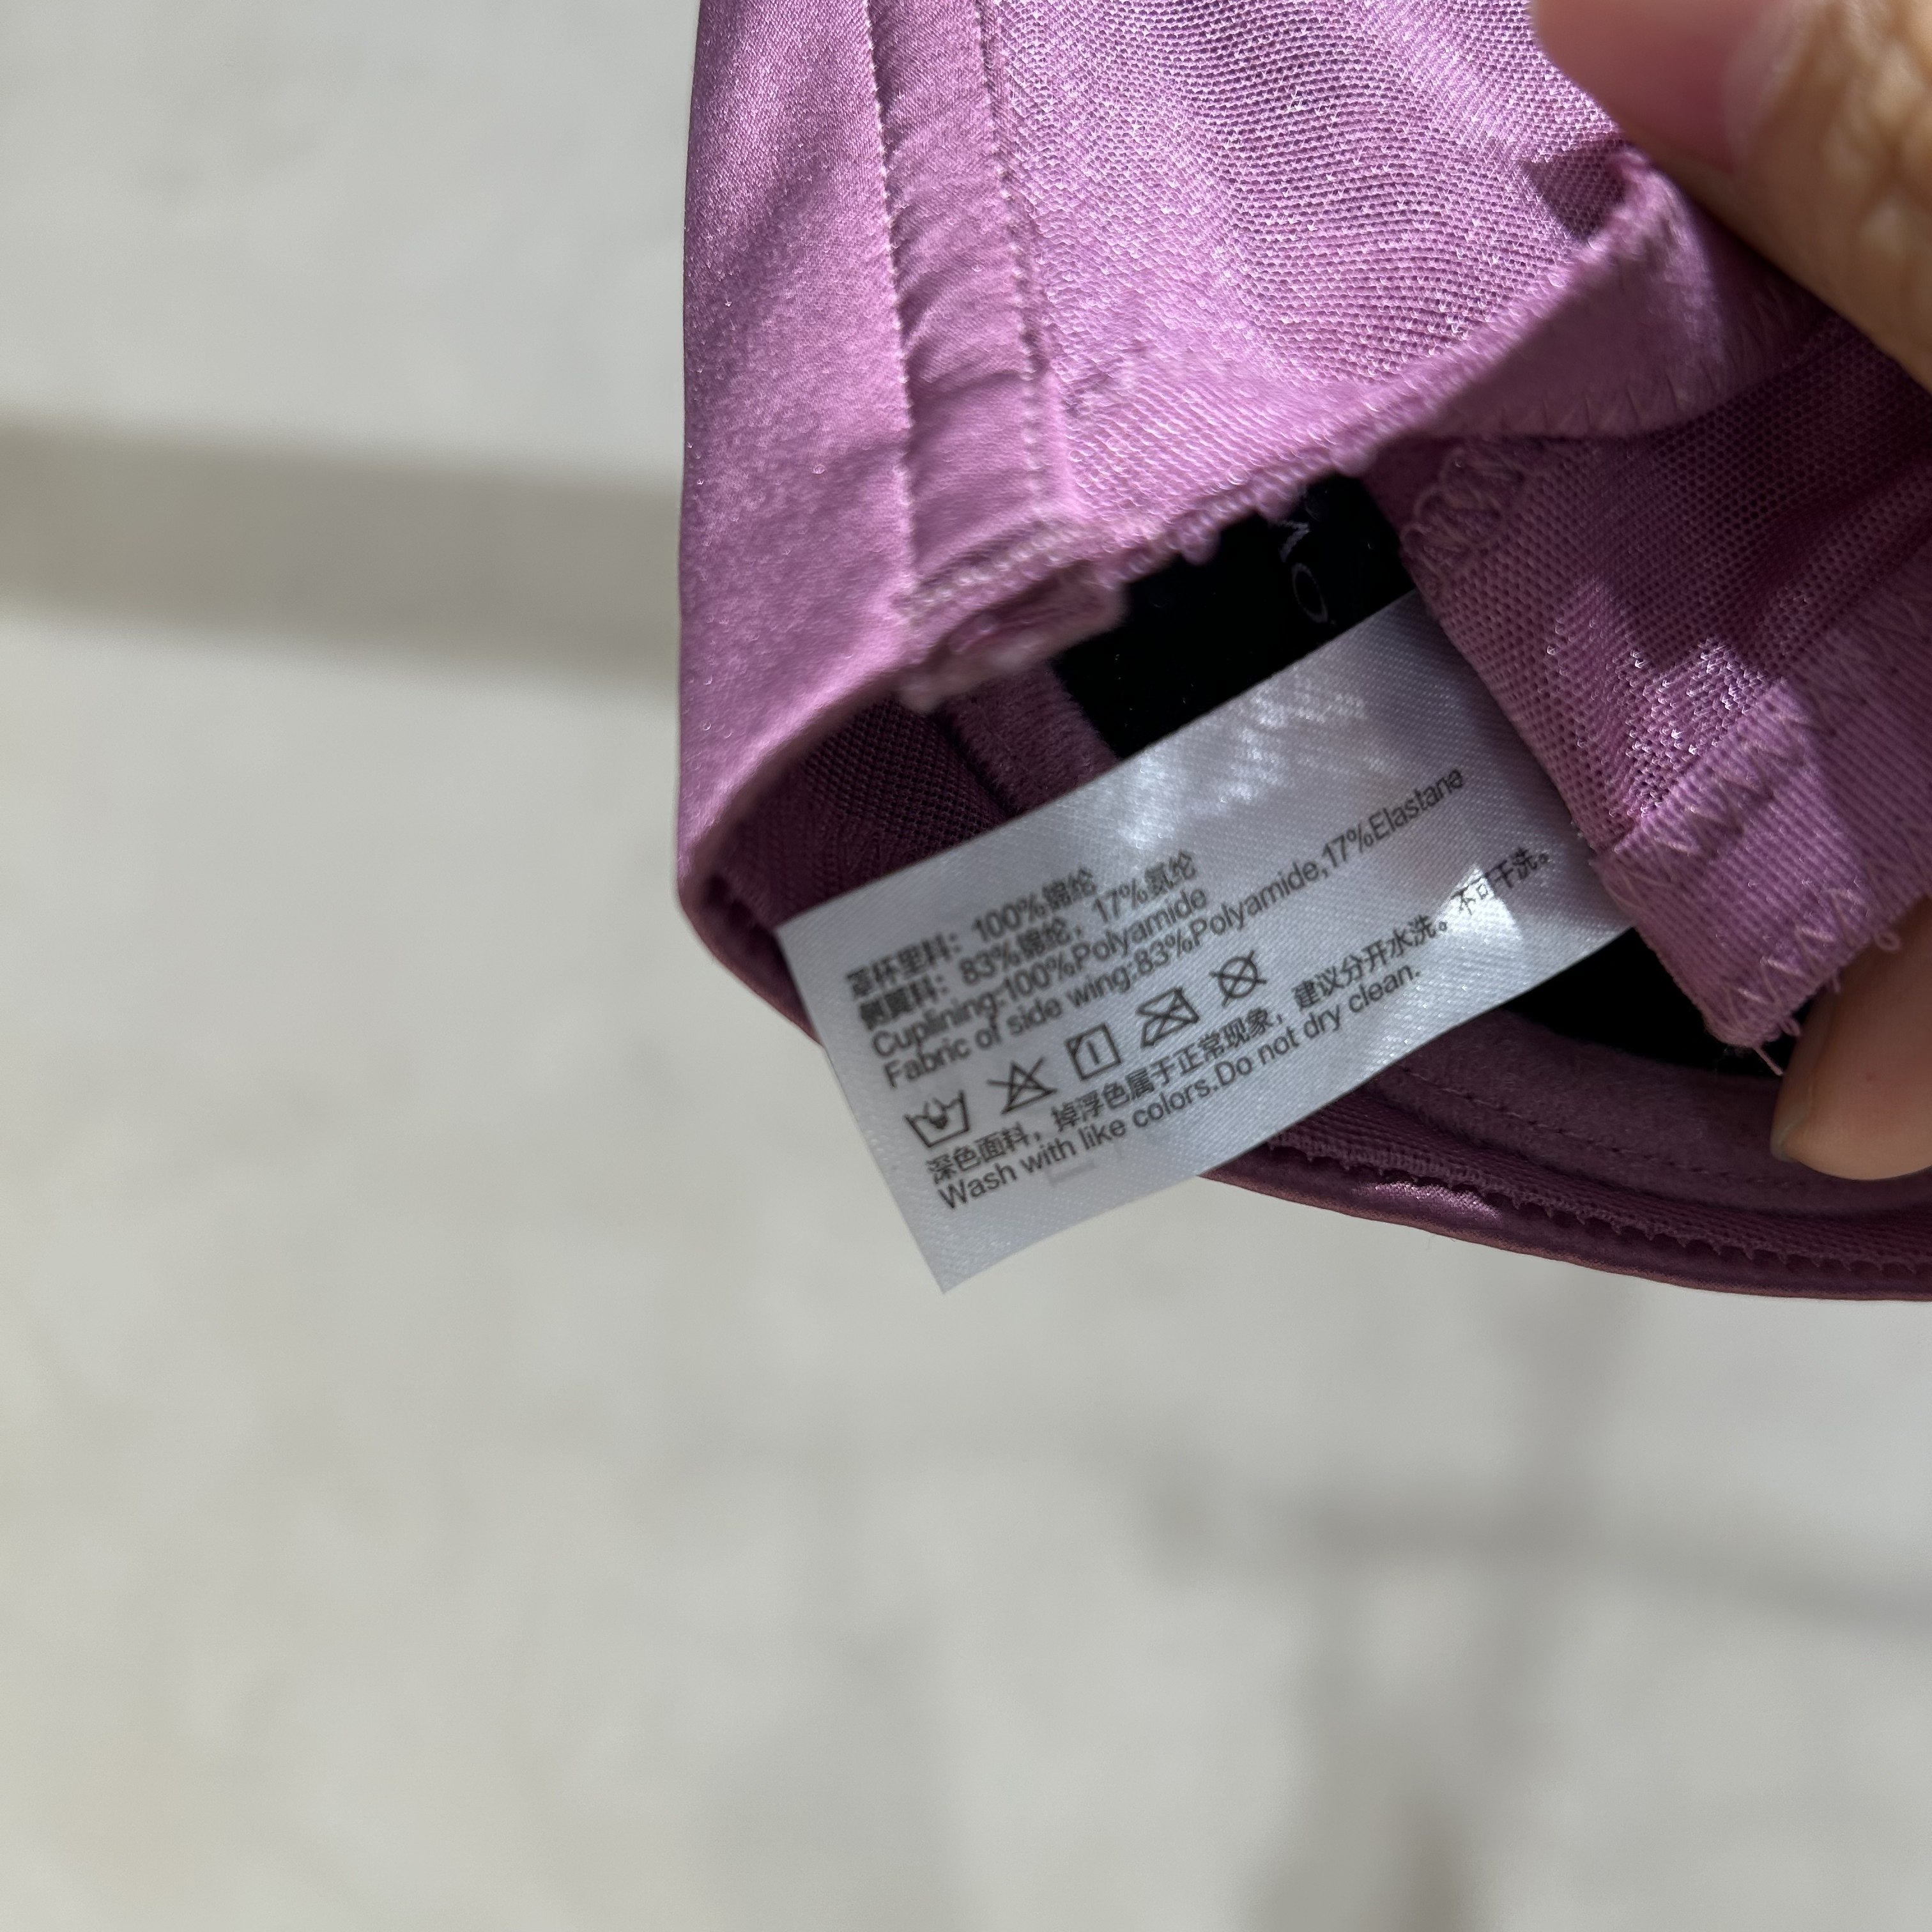 罩杯里料：100%锦纶
侧翼料：83%锦纶，17%氨纶
Cuplining:100%Polyamide
Fabric of side wing:83%Polyamide,17%Elastane
深色面料，掉浮色属于正常现象，建议分开水洗。不可干洗。
Wash with like colors.Do not dry clean.